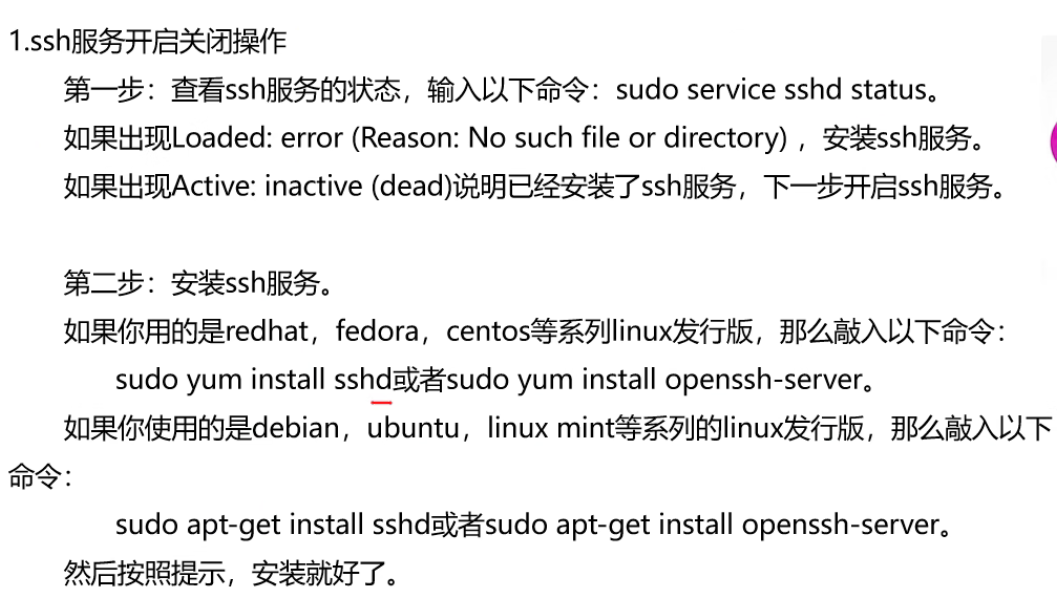 1.ssh服务开启关闭操作
第一步：查看ssh服务的状态，输入以下命令：sudo service sshd status。
如果出现Loaded: error (Reason: No such file or directory) ，安装ssh服务。
如果出现Active: inactive (dead)说明已经安装了ssh服务，下一步开启ssh服务。
第二步：安装ssh服务。
如果你用的是redhat，fedora，centos等系列linux发行版，那么敲入以下命令：
sudo yum install sshd或者sudo yum install openssh-server。
如果你使用的是debian，ubuntu，linux mint等系列的linux发行版，那么敲入以下
命令：
sudo apt-get install sshd或者sudo apt-get install openssh-server。
然后按照提示，安装就好了。